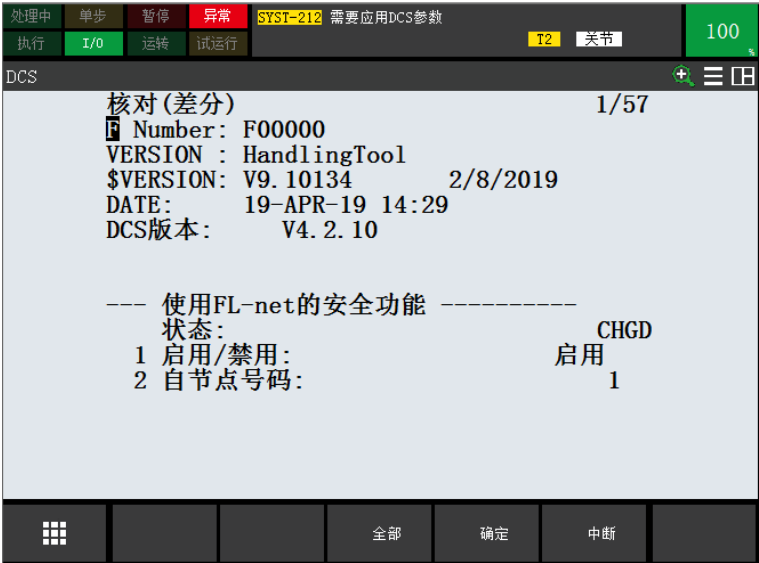 处理中 单步 暂停 异常 SYST-212 需要应用DCS参数
执行 I/O 运转 试运行 T2 关节 100 %
DCS
核对(差分) 1/57
F Number: F00000
VERSION : HandlingTool
$VERSION: V9.10134 2/8/2019
DATE: 19-APR-19 14:29
DCS版本: V4.2.10
--- 使用FL-net的安全功能 ----------
状态: CHGD
1 启用/禁用: 启用
2 自节点号码: 1
全部 确定 中断